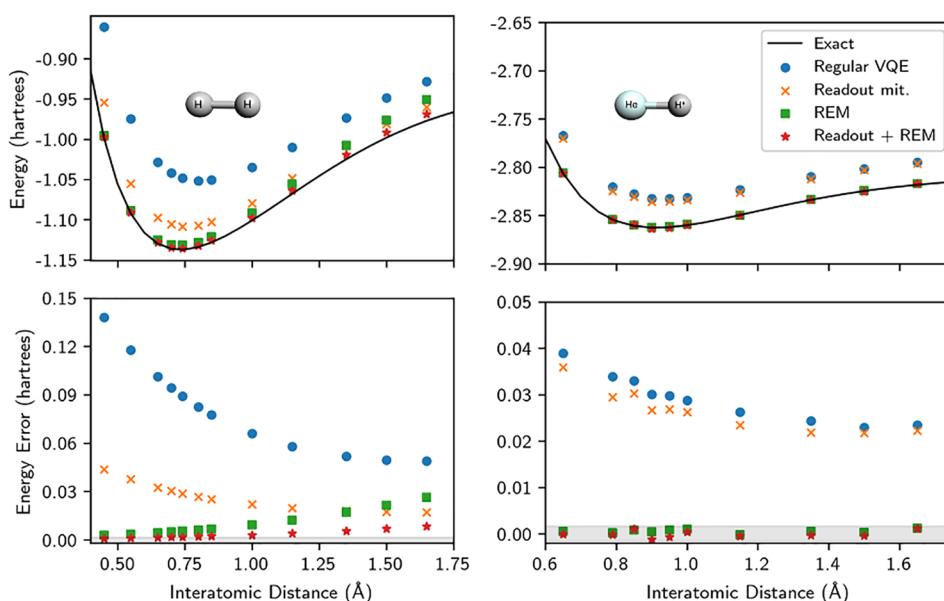 -0.90
-0.95
-1.00
-1.05
-1.10
-1.15
Energy (hartrees)
H H
-2.65
-2.70
-2.75
-2.80
-2.85
-2.90
He H⁺
Exact
Regular VQE
Readout mit.
REM
Readout + REM
0.15
0.12
0.09
0.06
0.03
0.00
Energy Error (hartrees)
0.50 0.75 1.00 1.25 1.50 1.75
Interatomic Distance (Å)
0.05
0.04
0.03
0.02
0.01
0.00
0.6 0.8 1.0 1.2 1.4 1.6
Interatomic Distance (Å)